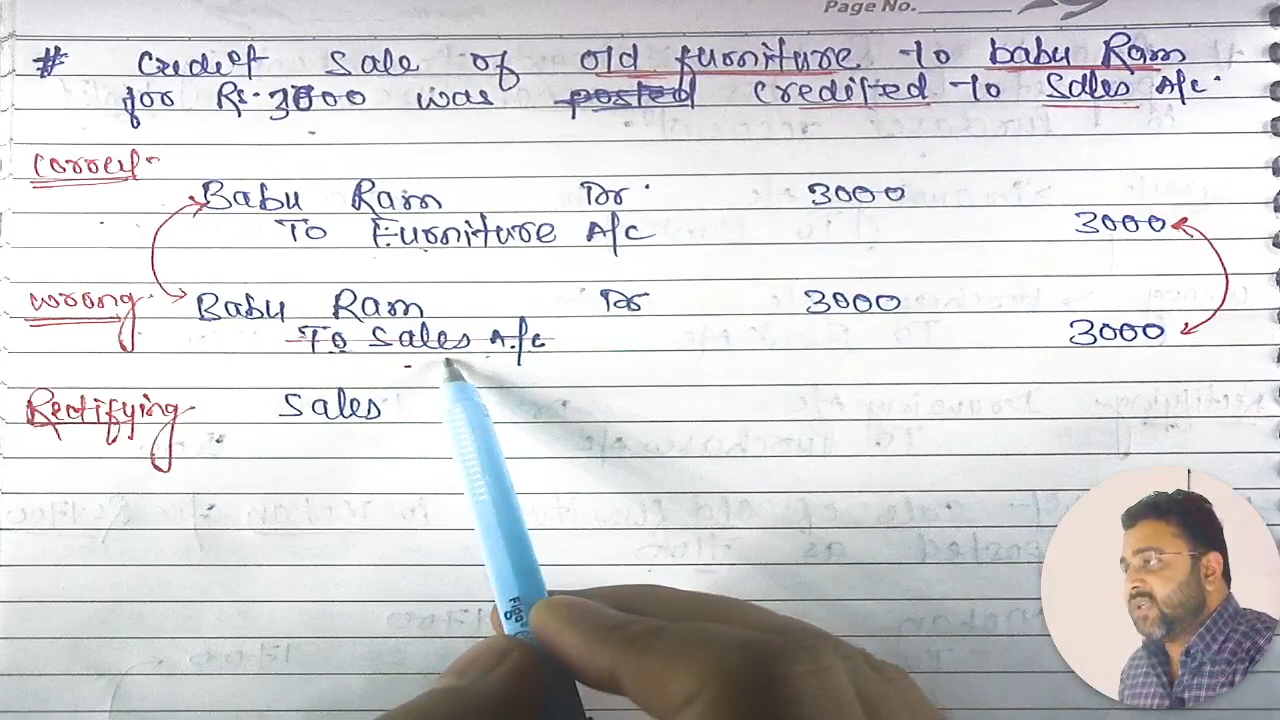 Page No.
# Credit Sale of old furniture to babu Ram
for Rs. 3000 was posted credited to Sales A/c.
Correct
Babu Ram Dr. 3000
To Furniture A/c 3000
wrong Babu Ram Dr 3000
To Sales A/c 3000
Rectifying Sales